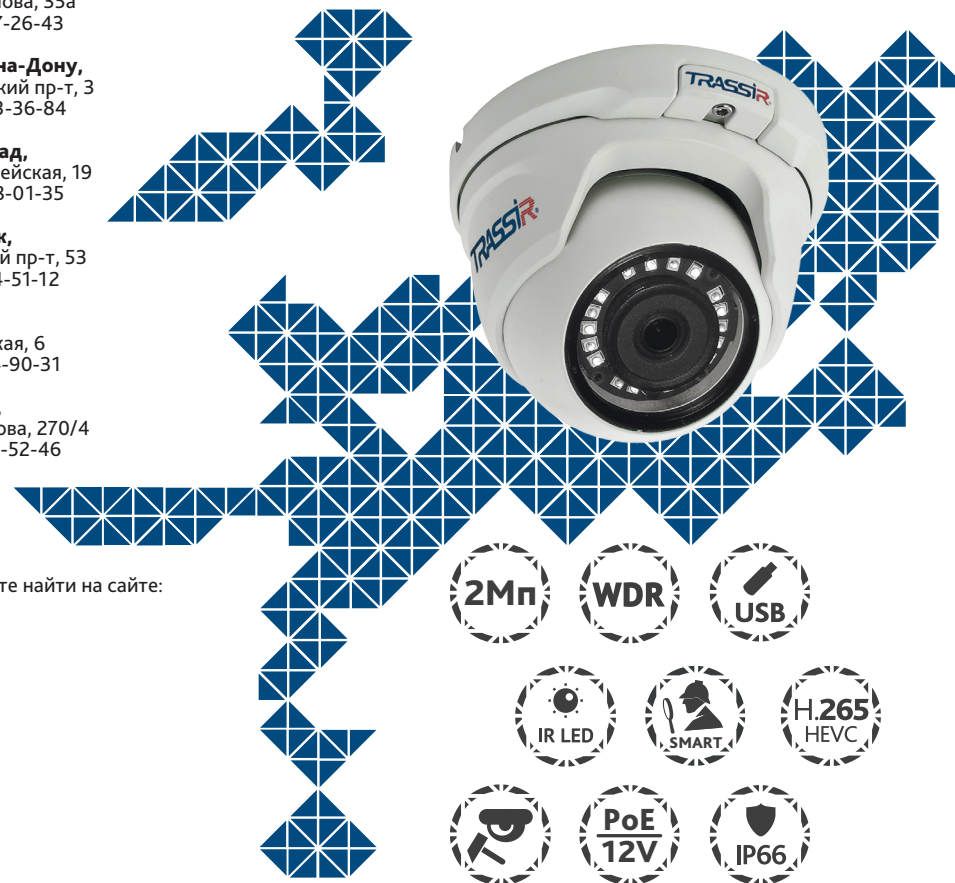 ова, 35а
7-26-43
на-Дону,
кий пр-т, 3
3-36-84
ад,
ейская, 19
3-01-35
к,
й пр-т, 53
4-51-12
кая, 6
-90-31
ова, 270/4
-52-46
те найти на сайте:
TRASSIR
TRASSIR
2Мп
WDR
USB
IR LED
SMART
H.265
HEVC
PoE
12V
IP66